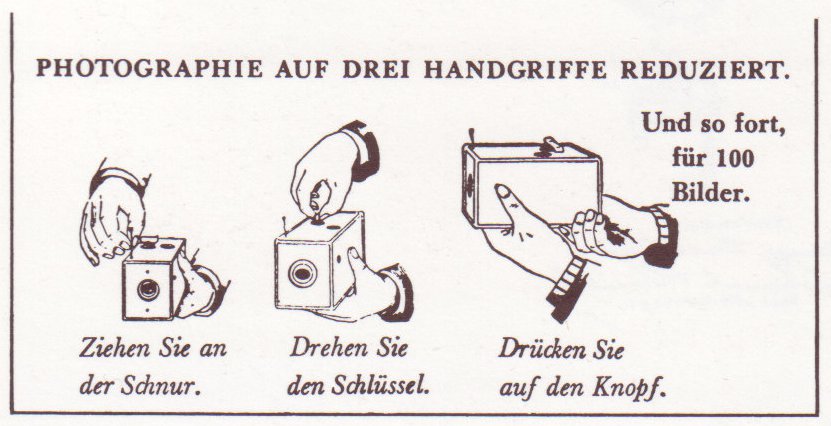 PHOTOGRAPHIE AUF DREI HANDGRIFFE REDUZIERT.
Und so fort,
für 100
Bilder.
Ziehen Sie an
der Schnur.
Drehen Sie
den Schlüssel.
Drücken Sie
auf den Knopf.